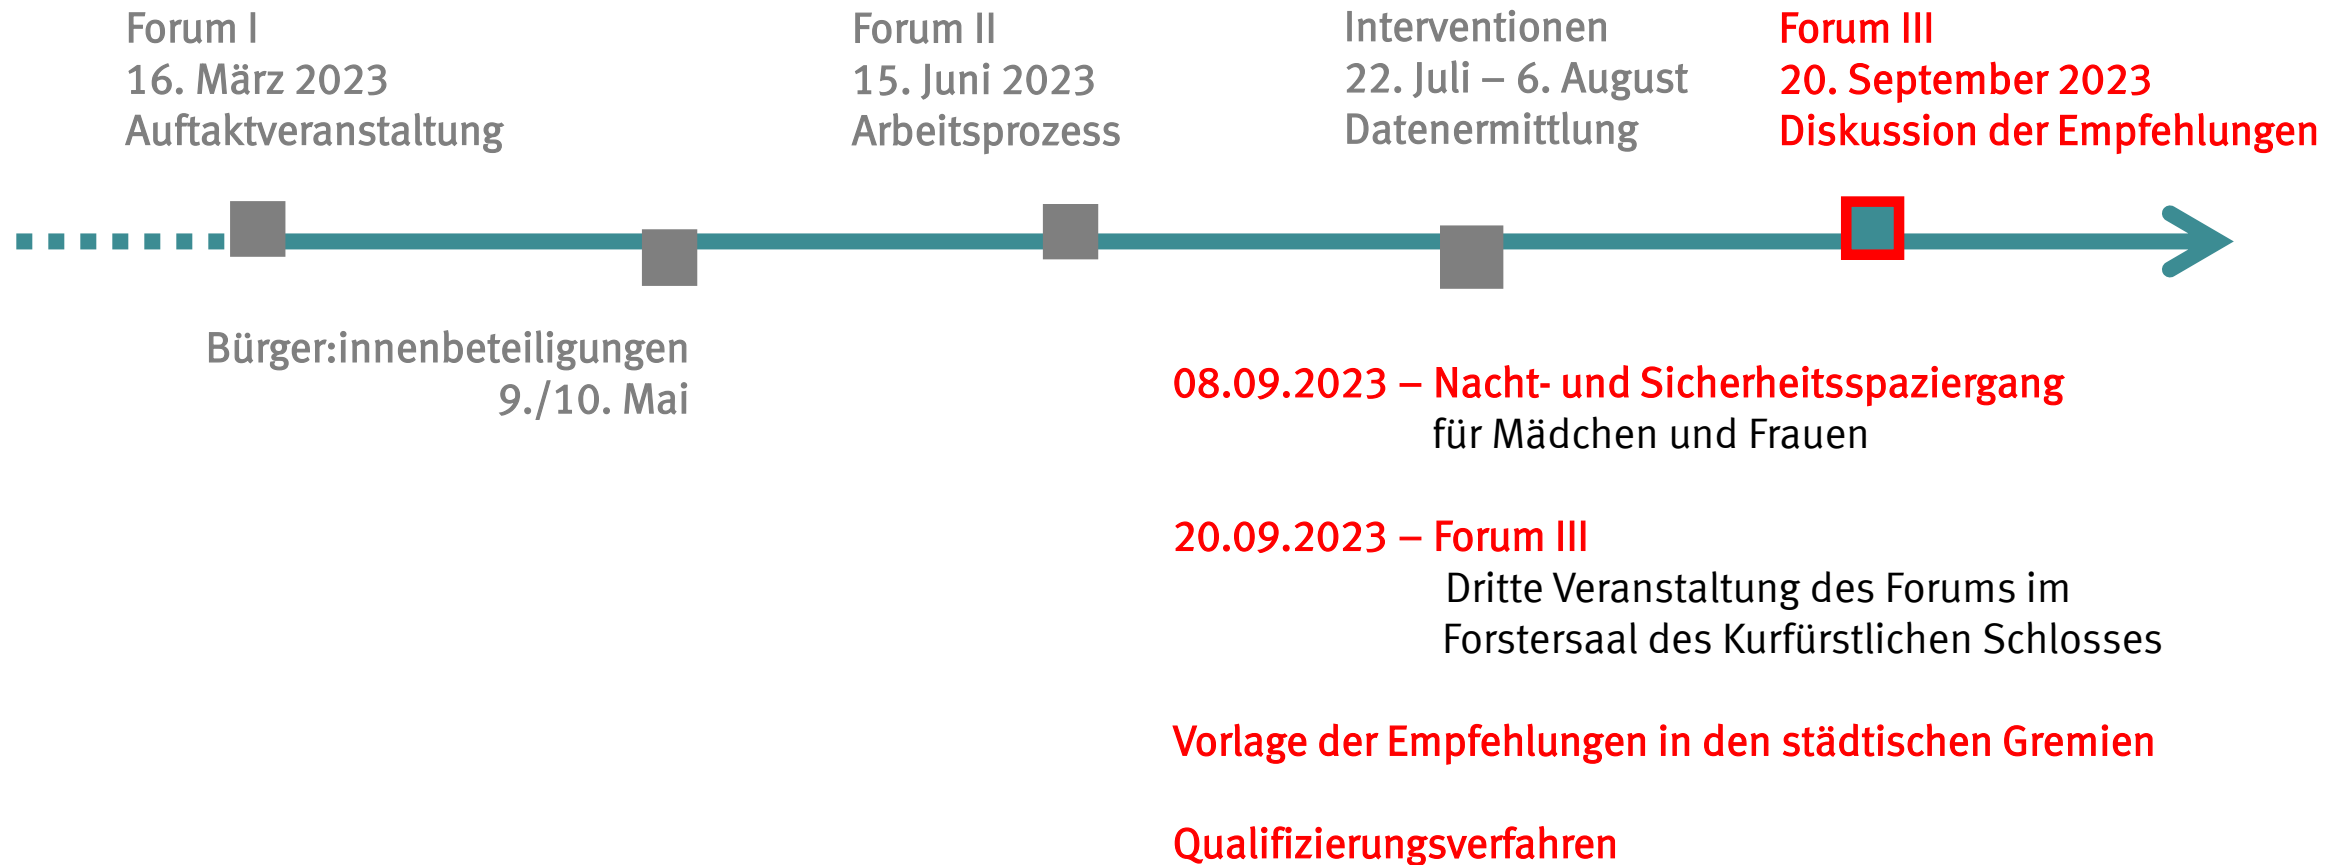 Forum I
16. März 2023
Auftaktveranstaltung
Forum II
15. Juni 2023
Arbeitsprozess
Interventionen
22. Juli – 6. August
Datenermittlung
Forum III
20. September 2023
Diskussion der Empfehlungen
Bürger:innenbeteiligungen
9./10. Mai
08.09.2023 – Nacht- und Sicherheitsspaziergang
für Mädchen und Frauen
20.09.2023 – Forum III
Dritte Veranstaltung des Forums im
Forstersaal des Kurfürstlichen Schlosses
Vorlage der Empfehlungen in den städtischen Gremien
Qualifizierungsverfahren